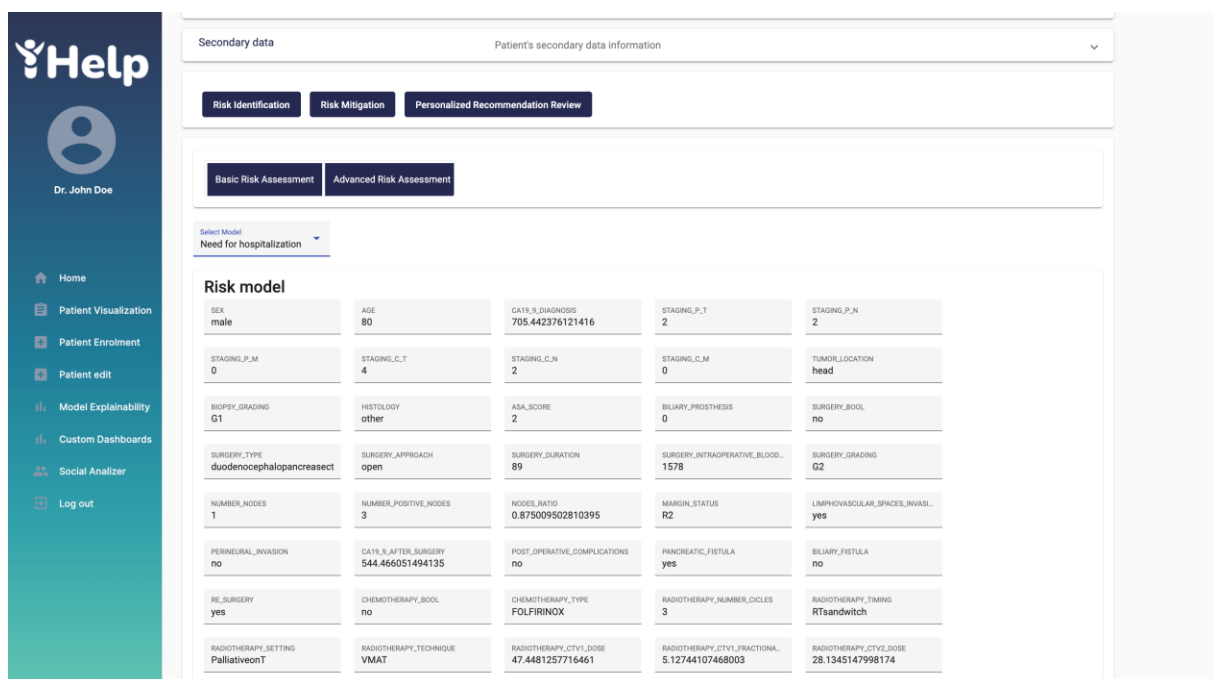 Help
Dr. John Doe
Home
Patient Visualization
Patient Enrolment
Patient edit
Model Explainability
Custom Dashboards
Social Analizer
Log out
Secondary data Patient's secondary data information
Risk Identification Risk Mitigation Personalized Recommendation Review
Basic Risk Assessment Advanced Risk Assessment
Select Model
Need for hospitalization
Risk model
SEX AGE CA19_9_DIAGNOSIS STAGING_P_T STAGING_P_N
male 80 705.442376121416 2 2
STAGING_P_M STAGING_C_T STAGING_C_N STAGING_C_M TUMOR_LOCATION
0 4 2 0 head
BIOPSY_GRADING HISTOLOGY ASA_SCORE BILIARY_PROSTHESIS SURGERY_BOOL
G1 other 2 0 no
SURGERY_TYPE SURGERY_APPROACH SURGERY_DURATION SURGERY_INTRAOPERATIVE_BLOOD... SURGERY_GRADING
duodenocephalopancreasect open 89 1578 G2
NUMBER_NODES NUMBER_POSITIVE_NODES NODES_RATIO MARGIN_STATUS LIMPHOVASCULAR_SPACES_INVASI...
1 3 0.875009502810395 R2 yes
PERINEURAL_INVASION CA19_9_AFTER_SURGERY POST_OPERATIVE_COMPLICATIONS PANCREATIC_FISTULA BILIARY_FISTULA
no 544.466051494135 no yes no
RE_SURGERY CHEMOTHERAPY_BOOL CHEMOTHERAPY_TYPE RADIOTHERAPY_NUMBER_CICLES RADIOTHERAPY_TIMING
yes no FOLFIRINOX 3 RTsandwitch
RADIOTHERAPY_SETTING RADIOTHERAPY_TECHNIQUE RADIOTHERAPY_CTV1_DOSE RADIOTHERAPY_CTV1_FRACTIONA... RADIOTHERAPY_CTV2_DOSE
PalliativeonT VMAT 47.4481257716461 5.12744107468003 28.1345147998174